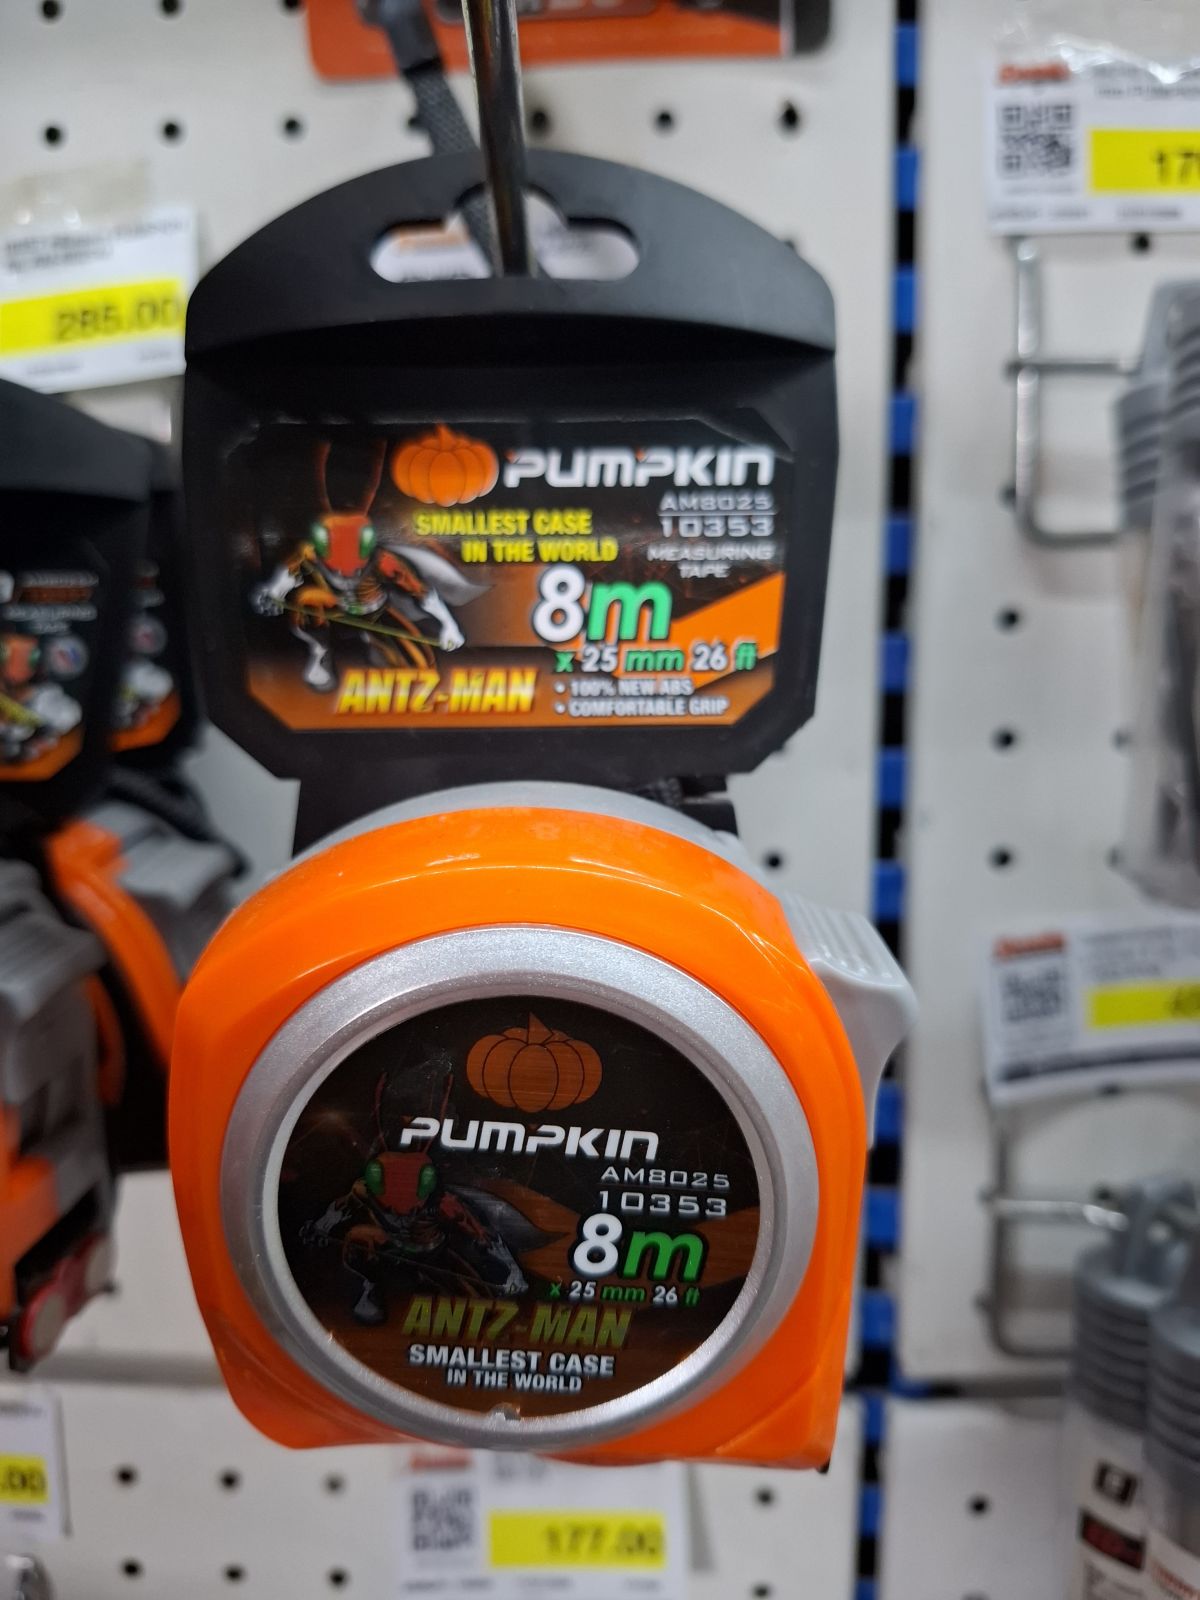 285.00
PUMPKIN
AM8025
10353
MEASURING
TAPE
SMALLEST CASE
IN THE WORLD
8m
x 25 mm 26 ft
ANTZ-MAN
• 100% NEW ABS
• COMFORTABLE GRIP
PUMPKIN
AM8025
10353
8m
x 25 mm 26 ft
ANTZ-MAN
SMALLEST CASE
IN THE WORLD
177.00